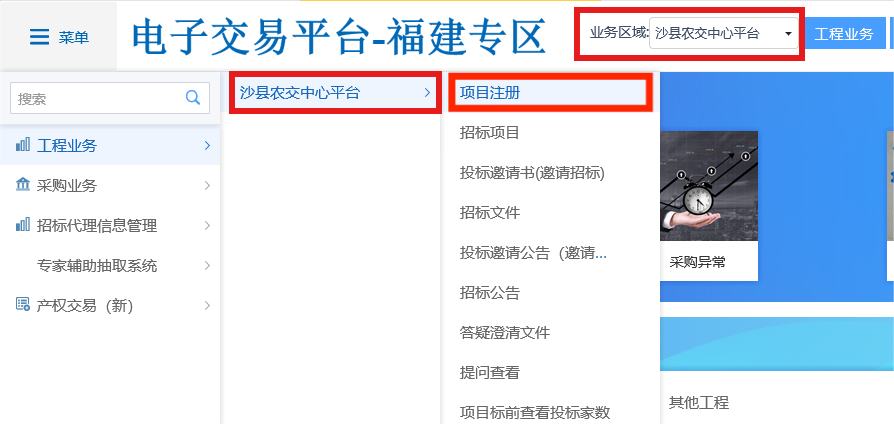 菜单
电子交易平台-福建专区
业务区域: 沙县农交中心平台
工程业务
搜索
工程业务
采购业务
招标代理信息管理
专家辅助抽取系统
产权交易（新）
沙县农交中心平台
项目注册
招标项目
投标邀请书(邀请招标)
招标文件
投标邀请公告（邀请...
招标公告
答疑澄清文件
提问查看
项目标前查看投标家数
采购异常
其他工程